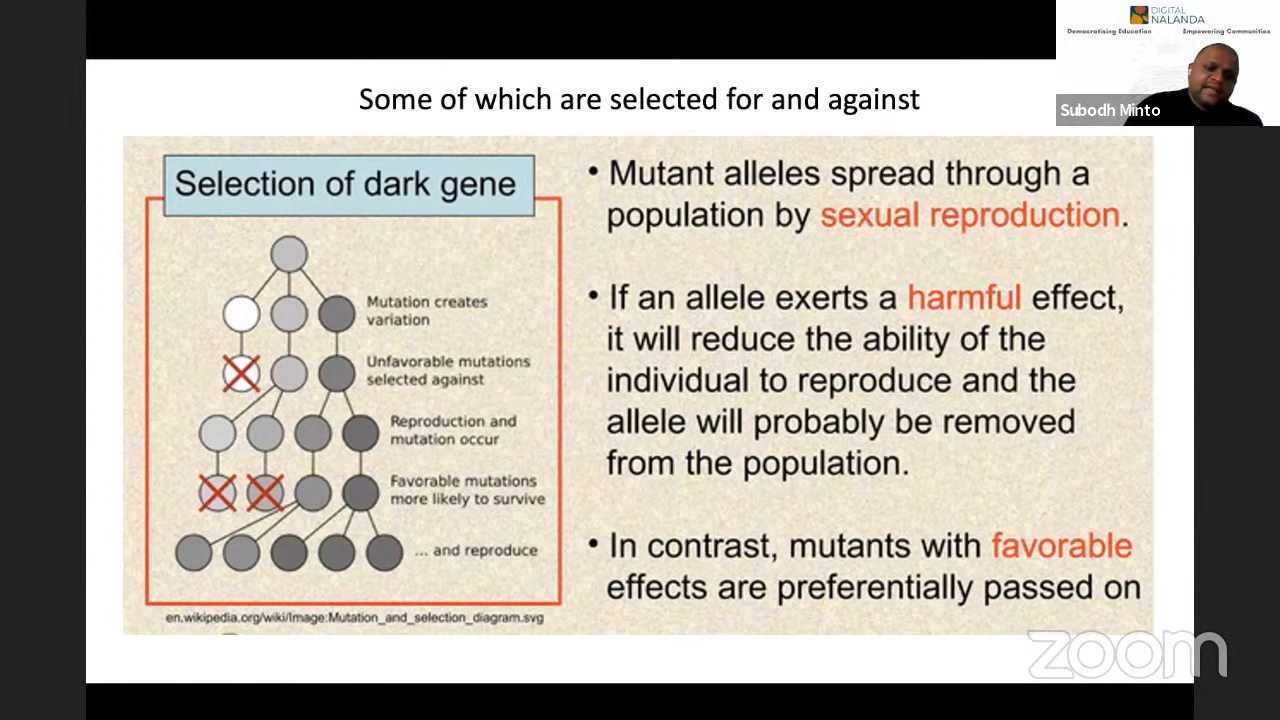 DIGITAL
NALANDA
Democratising Education Empowering Communities
Subodh Minto
Some of which are selected for and against
Selection of dark gene
Mutation creates
variation
Unfavorable mutations
selected against
Reproduction and
mutation occur
Favorable mutations
more likely to survive
... and reproduce
en.wikipedia.org/wiki/Image:Mutation_and_selection_diagram.svg
• Mutant alleles spread through a
population by sexual reproduction.
• If an allele exerts a harmful effect,
it will reduce the ability of the
individual to reproduce and the
allele will probably be removed
from the population.
• In contrast, mutants with favorable
effects are preferentially passed on
zoom